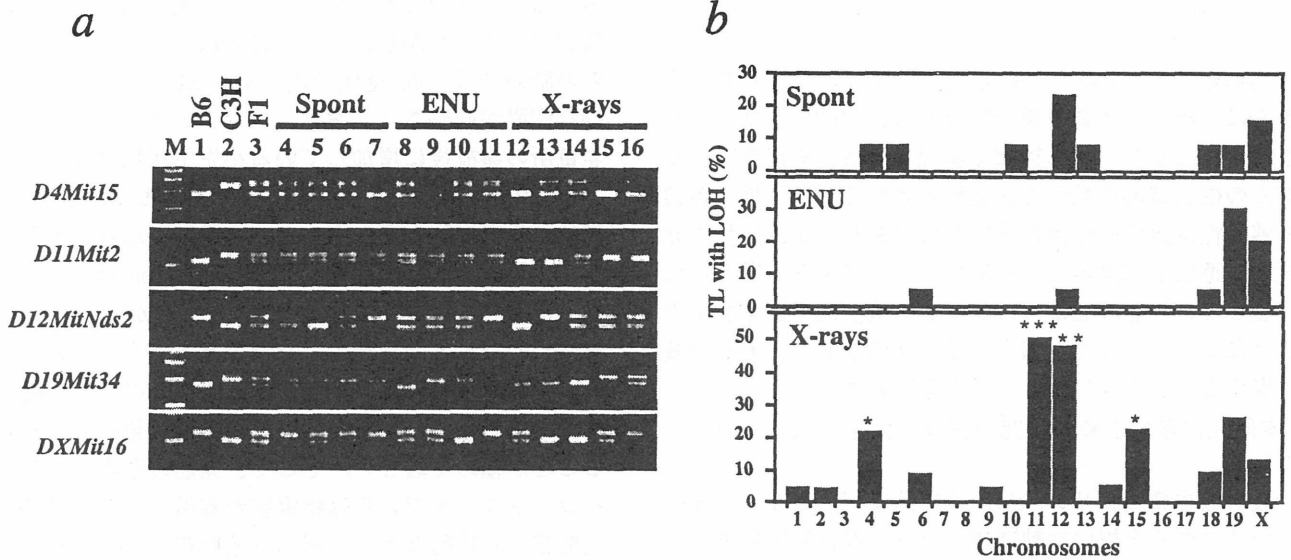 a
B6 C3H F1 Spont ENU X-rays
M 1 2 3 4 5 6 7 8 9 10 11 12 13 14 15 16
D4Mit15
D11Mit2
D12MitNds2
D19Mit34
DXMit16
b
TL with LOH (%)
30
20
10
0
Spont
30
20
10
0
ENU
50
40
30
20
10
0
X-rays
* *** ** *
1 2 3 4 5 6 7 8 9 10 11 12 13 14 15 16 17 18 19 X
Chromosomes